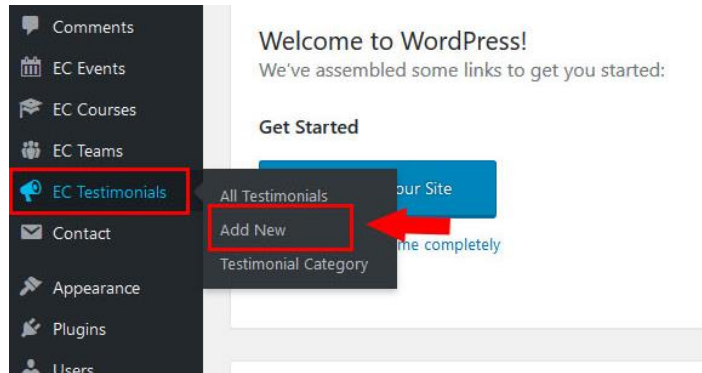 Comments
EC Events
EC Courses
EC Teams
EC Testimonials
Contact
Appearance
Plugins
Users
All Testimonials
Add New
Testimonial Category
Welcome to WordPress!
We've assembled some links to get you started:
Get Started
our Site
me completely